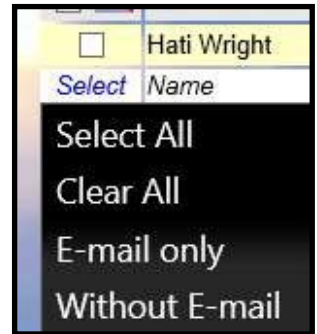 Hati Wright
Select Name
Select All
Clear All
E-mail only
Without E-mail